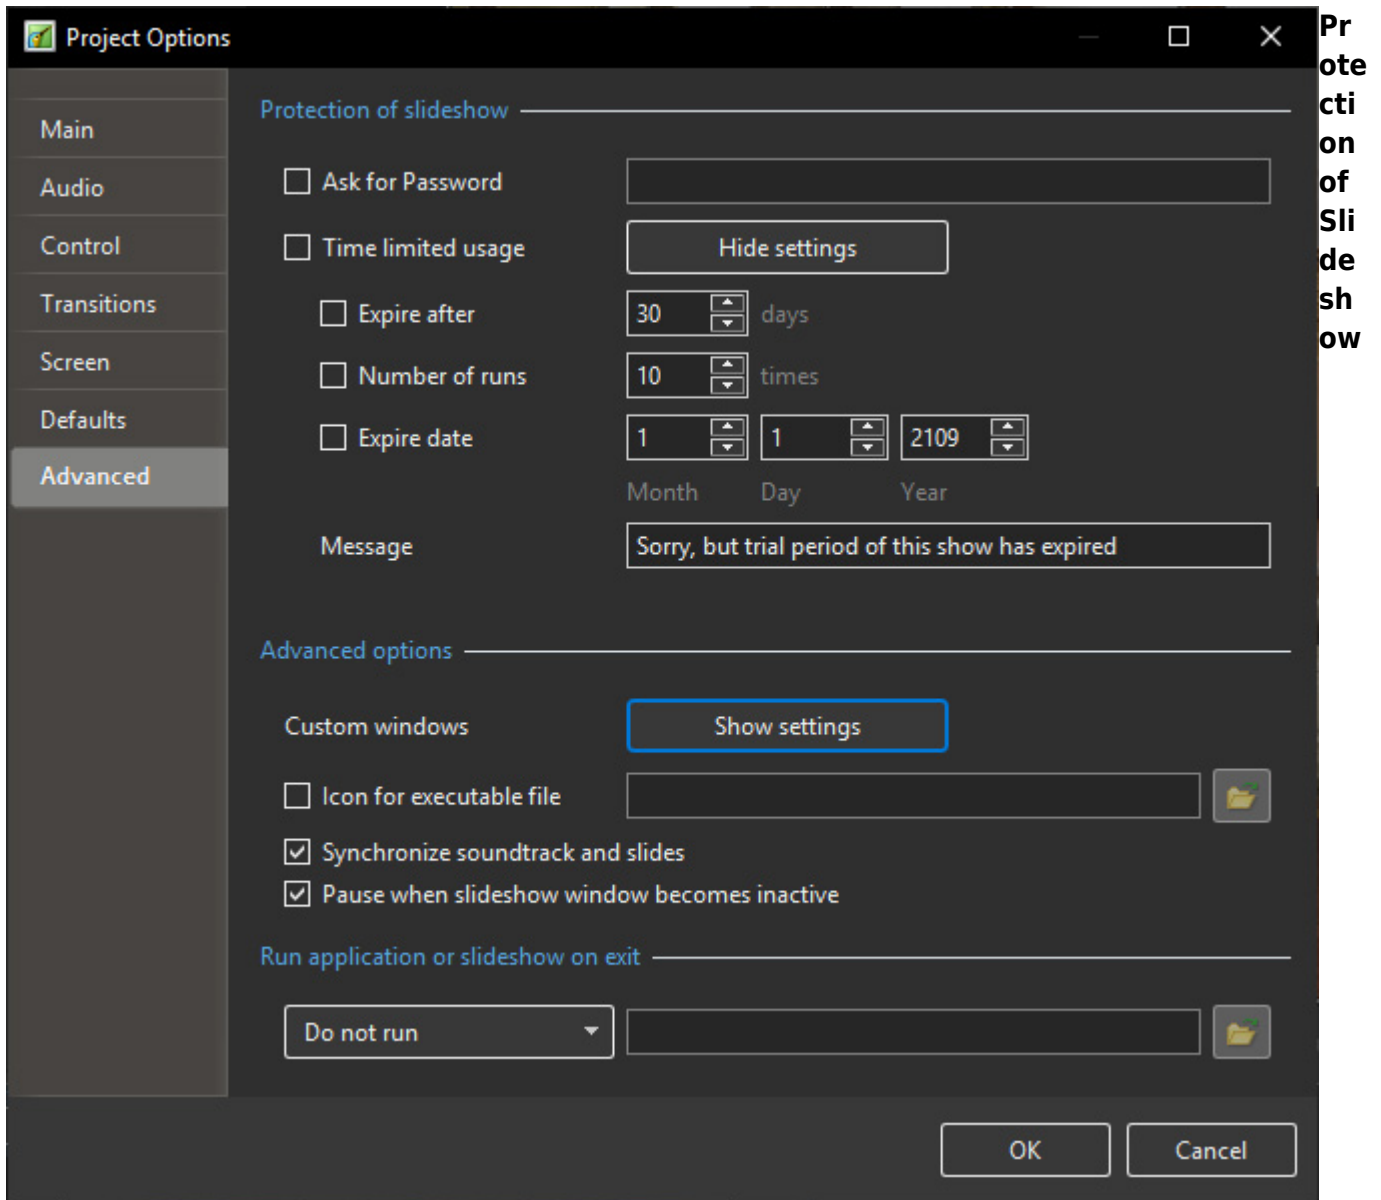 Project Options
Main
Audio
Control
Transitions
Screen
Defaults
Advanced
Protection of slideshow
Ask for Password
Time limited usage Hide settings
Expire after 30 days
Number of runs 10 times
Expire date 1 1 2109
Month Day Year
Message Sorry, but trial period of this show has expired
Advanced options
Custom windows Show settings
Icon for executable file
Synchronize soundtrack and slides
Pause when slideshow window becomes inactive
Run application or slideshow on exit
Do not run
OK Cancel
Pr
ote
cti
on
of
Sli
de
sh
ow